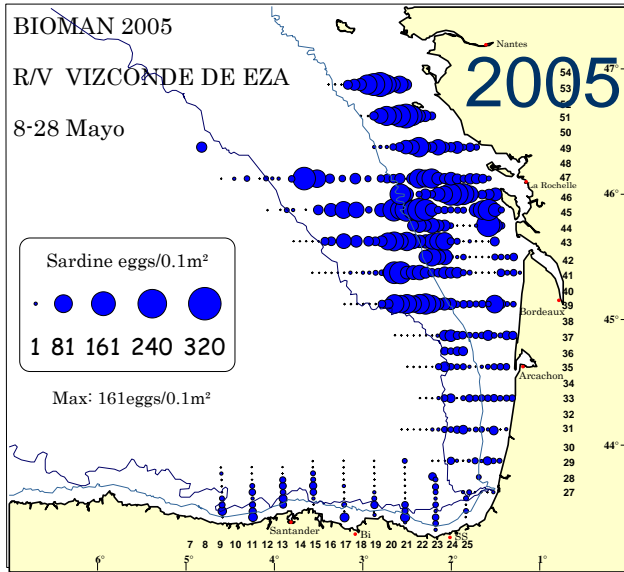 BIOMAN 2005
R/V VIZCONDE DE EZA
8-28 Mayo
2005
Nantes
47°
54
53
52
51
50
49
48
47
La Rochelle
46
46°
45
44
43
42
41
40
39
Bordeaux
38
45°
37
36
35
Arcachon
34
33
32
31
30
44°
29
28
27
Sardine eggs/0.1m²
1 81 161 240 320
Max: 161eggs/0.1m²
Santander
Bi
SS
7 8 9 10 11 12 13 14 15 16 17 18 19 20 21 22 23 24 25
6° 5° 4° 3° 2° 1°